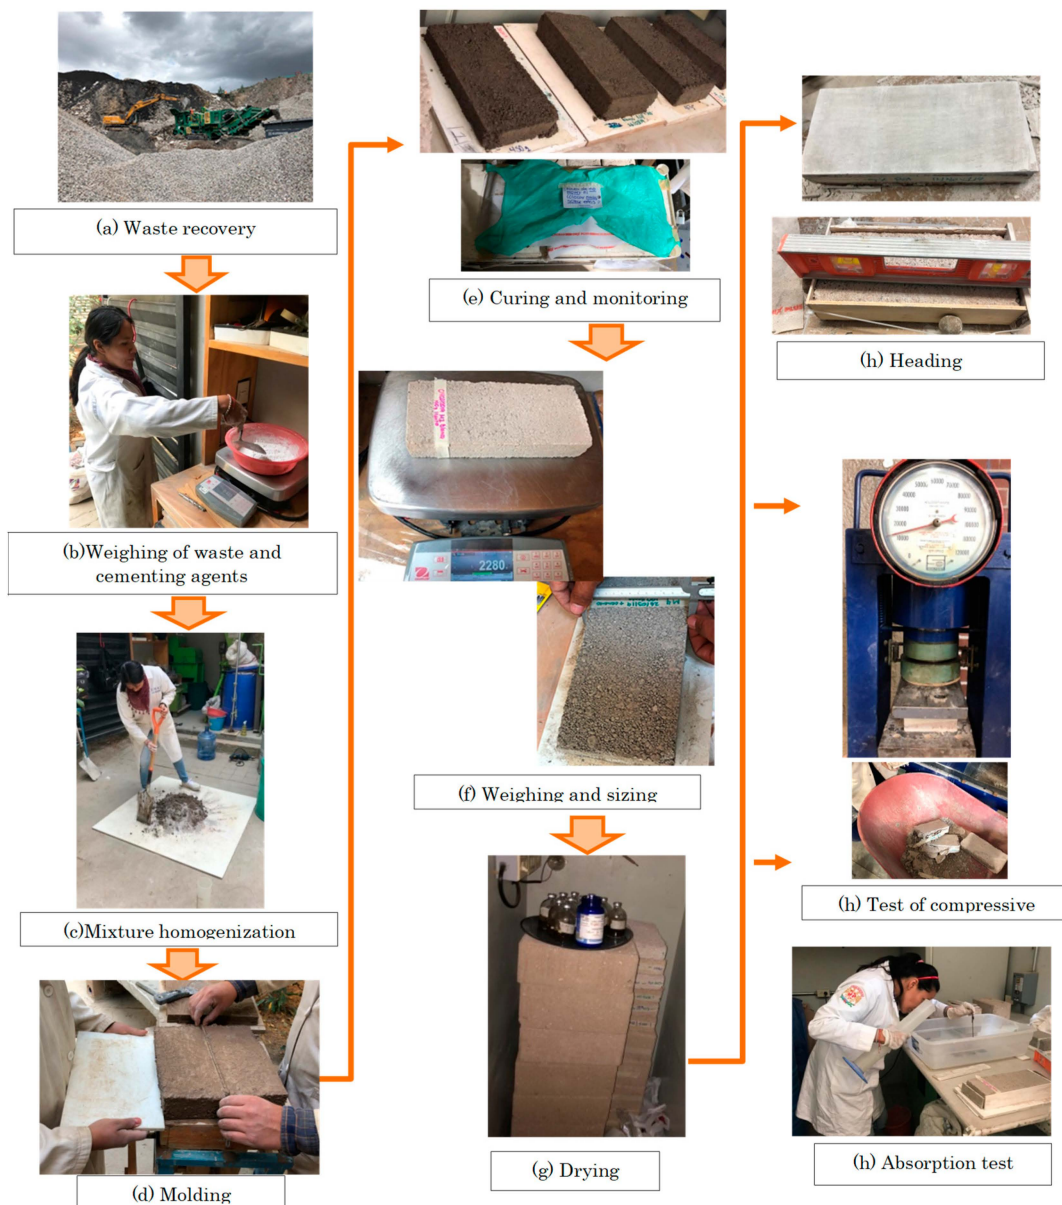 (a) Waste recovery
(b)Weighing of waste and
cementing agents
(c)Mixture homogenization
(d) Molding
(e) Curing and monitoring
2280
(f) Weighing and sizing
(g) Drying
(h) Heading
(h) Test of compressive
(h) Absorption test